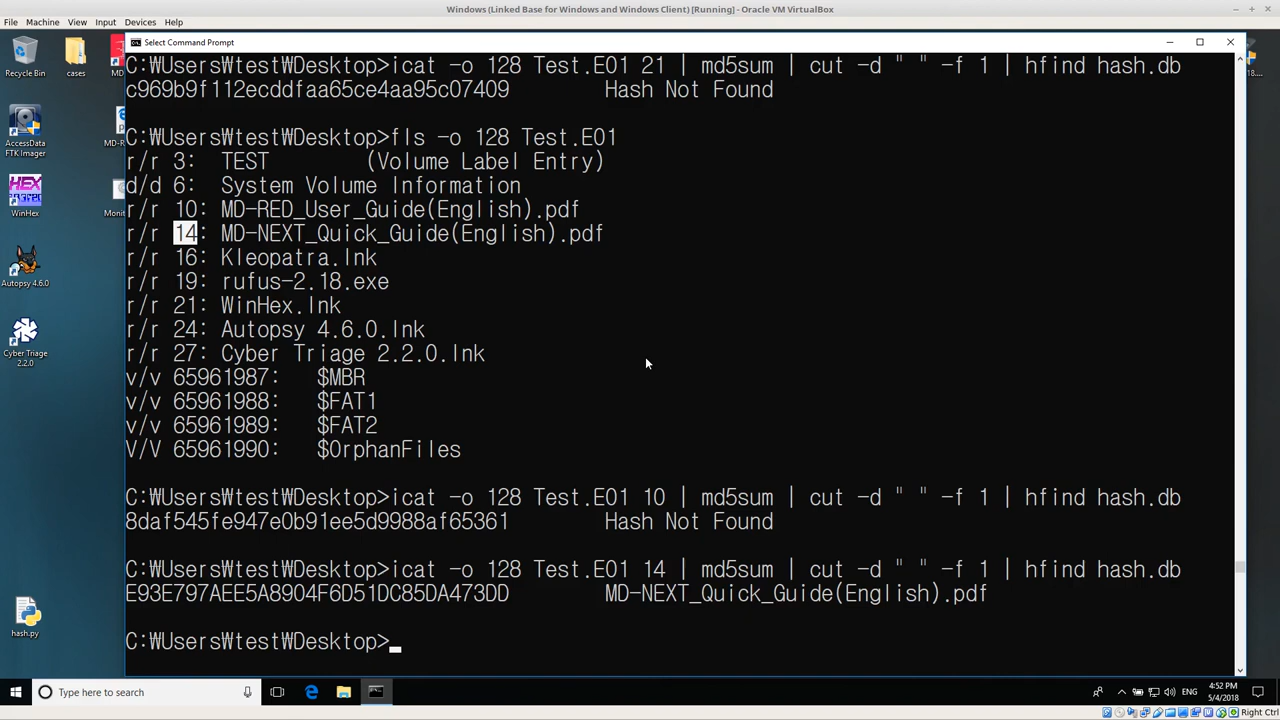 Windows (Linked Base for Windows and Windows Client) [Running] - Oracle VM VirtualBox
File Machine View Input Devices Help
Select Command Prompt
Recycle Bin
cases
MD
AccessData FTK Imager
MD-R
WinHex
Monit
Autopsy 4.6.0
Cyber Triage 2.2.0
hash.py
18....
C:₩Users₩test₩Desktop>icat -o 128 Test.E01 21 | md5sum | cut -d " " -f 1 | hfind hash.db
c969b9f112ecddfaa65ce4aa95c07409 Hash Not Found
C:₩Users₩test₩Desktop>fls -o 128 Test.E01
r/r 3: TEST (Volume Label Entry)
d/d 6: System Volume Information
r/r 10: MD-RED_User_Guide(English).pdf
r/r 14: MD-NEXT_Quick_Guide(English).pdf
r/r 16: Kleopatra.lnk
r/r 19: rufus-2.18.exe
r/r 21: WinHex.lnk
r/r 24: Autopsy 4.6.0.lnk
r/r 27: Cyber Triage 2.2.0.lnk
v/v 65961987: $MBR
v/v 65961988: $FAT1
v/v 65961989: $FAT2
V/V 65961990: $OrphanFiles
C:₩Users₩test₩Desktop>icat -o 128 Test.E01 10 | md5sum | cut -d " " -f 1 | hfind hash.db
8daf545fe947e0b91ee5d9988af65361 Hash Not Found
C:₩Users₩test₩Desktop>icat -o 128 Test.E01 14 | md5sum | cut -d " " -f 1 | hfind hash.db
E93E797AEE5A8904F6D51DC85DA473DD MD-NEXT_Quick_Guide(English).pdf
C:₩Users₩test₩Desktop>
Type here to search
ENG
4:52 PM
5/4/2018
Right Ctrl